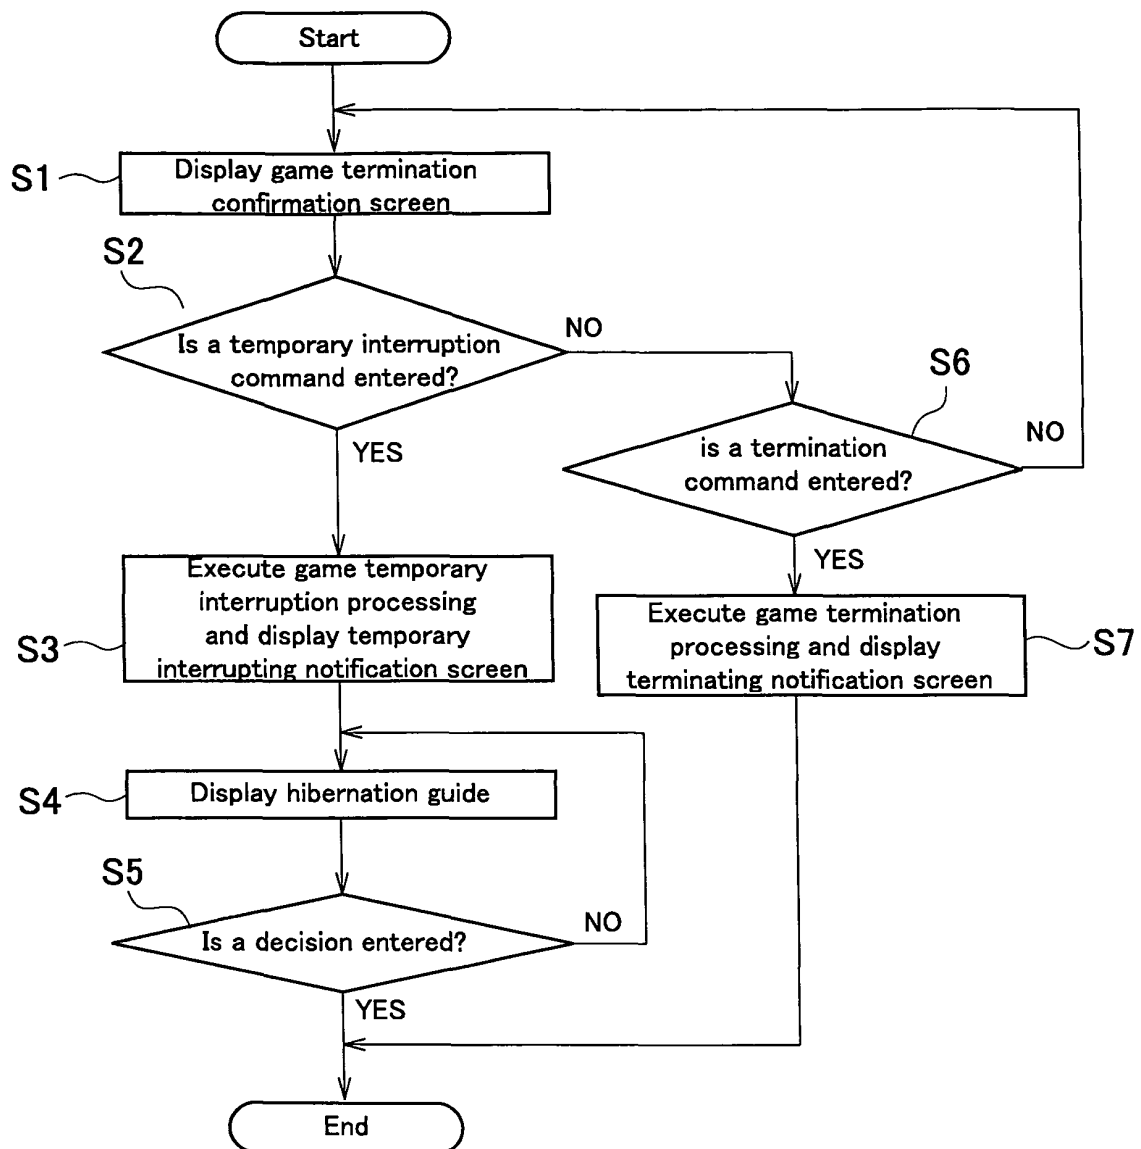 Start
S1
Display game termination
confirmation screen
S2
Is a temporary interruption
command entered?
NO
YES
S6
is a termination
command entered?
NO
YES
S3
Execute game temporary
interruption processing
and display temporary
interrupting notification screen
Execute game termination
processing and display
terminating notification screen
S7
S4
Display hibernation guide
S5
Is a decision entered?
NO
YES
End